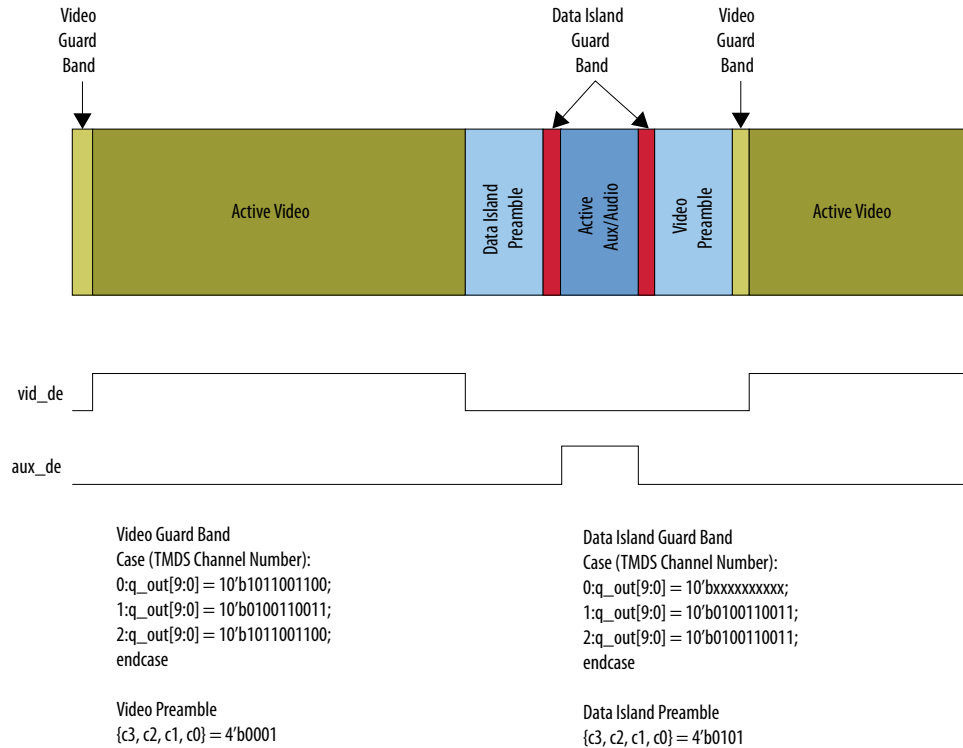 Video
Guard
Band
Data Island
Guard
Band
Video
Guard
Band
Active Video
Data Island
Preamble
Active
Aux/Audio
Video
Preamble
Active Video
vid_de
aux_de
Video Guard Band
Case (TMDS Channel Number):
0:q_out[9:0] = 10’b1011001100;
1:q_out[9:0] = 10’b0100110011;
2:q_out[9:0] = 10’b1011001100;
endcase
Video Preamble
{c3, c2, c1, c0} = 4’b0001
Data Island Guard Band
Case (TMDS Channel Number):
0:q_out[9:0] = 10’bxxxxxxxxxx;
1:q_out[9:0] = 10’b0100110011;
2:q_out[9:0] = 10’b0100110011;
endcase
Data Island Preamble
{c3, c2, c1, c0} = 4’b0101